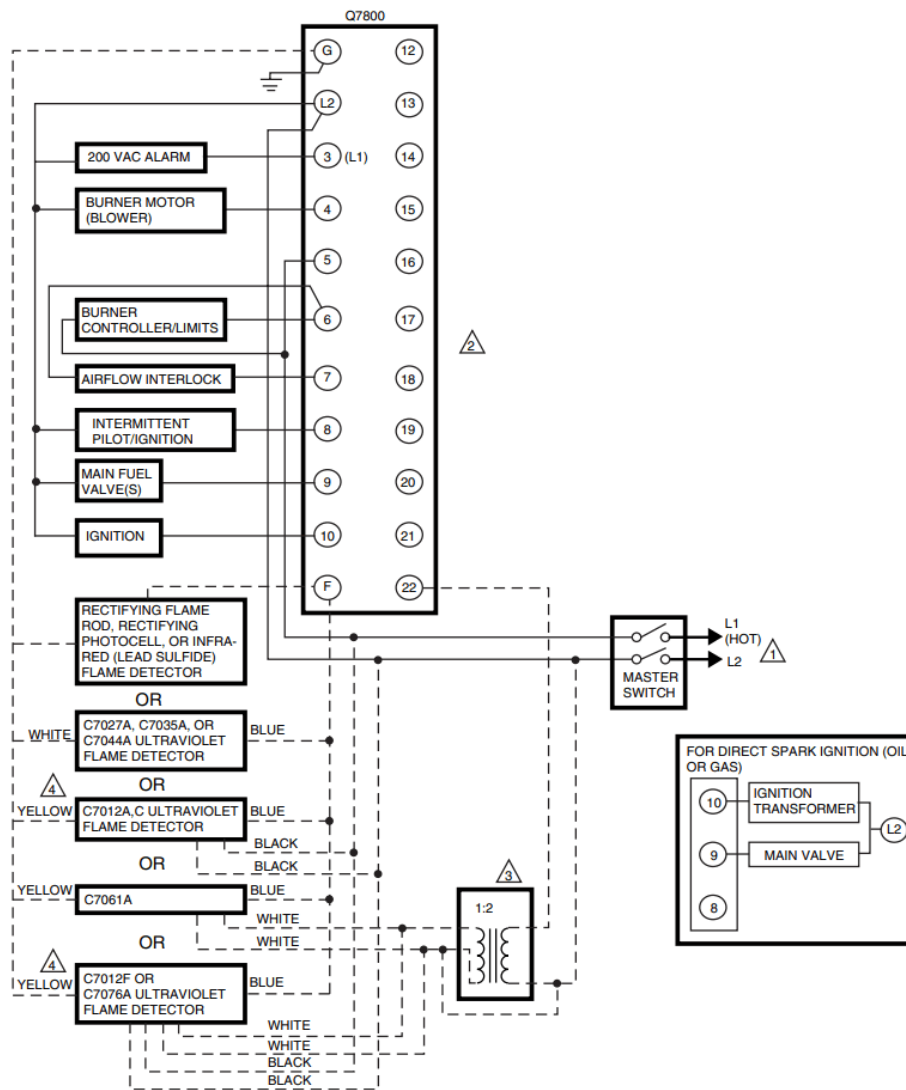 Q7800
G
12
L2
13
200 VAC ALARM
3
(L1)
14
BURNER MOTOR
(BLOWER)
4
15
5
16
BURNER
CONTROLLER/LIMITS
6
17
2
AIRFLOW INTERLOCK
7
18
INTERMITTENT
PILOT/IGNITION
8
19
MAIN FUEL
VALVE(S)
9
20
IGNITION
10
21
F
22
RECTIFYING FLAME
ROD, RECTIFYING
PHOTOCELL, OR INFRA-
RED (LEAD SULFIDE)
FLAME DETECTOR
L1
(HOT)
L2
1
MASTER
SWITCH
OR
WHITE
C7027A, C7035A, OR
C7044A ULTRAVIOLET
FLAME DETECTOR
BLUE
OR
4
YELLOW
C7012A,C ULTRAVIOLET
FLAME DETECTOR
BLUE
BLACK
BLACK
OR
YELLOW
C7061A
BLUE
WHITE
WHITE
OR
3
1:2
4
YELLOW
C7012F OR
C7076A ULTRAVIOLET
FLAME DETECTOR
BLUE
WHITE
WHITE
BLACK
BLACK
FOR DIRECT SPARK IGNITION (OIL
OR GAS)
10
IGNITION
TRANSFORMER
L2
9
MAIN VALVE
8